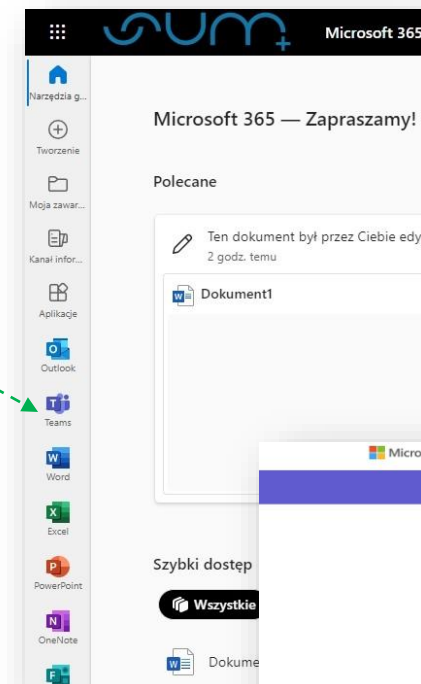 sum
Microsoft 365
Narzędzia g...
Tworzenie
Moja zawar...
Kanał infor...
Aplikacje
Outlook
Teams
Word
Excel
PowerPoint
OneNote
Microsoft 365 — Zapraszamy!
Polecane
Ten dokument był przez Ciebie edy
2 godz. temu
Dokument1
Micro
Szybki dostęp
Wszystkie
Dokume